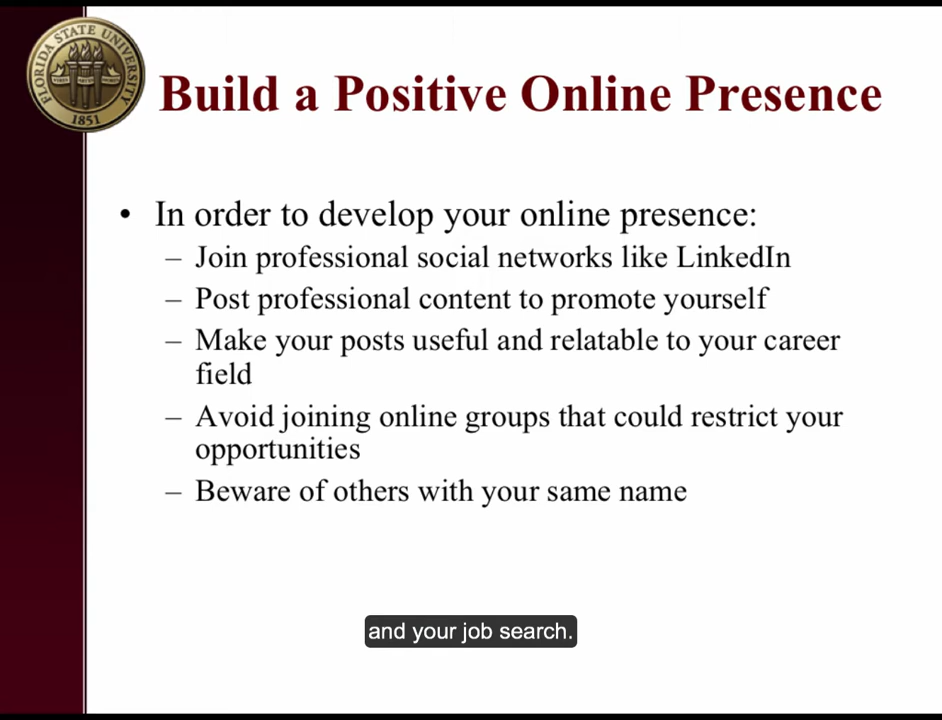 FLORIDA STATE UNIVERSITY
1851
Build a Positive Online Presence
• In order to develop your online presence:
– Join professional social networks like LinkedIn
– Post professional content to promote yourself
– Make your posts useful and relatable to your career
field
– Avoid joining online groups that could restrict your
opportunities
– Beware of others with your same name
and your job search.